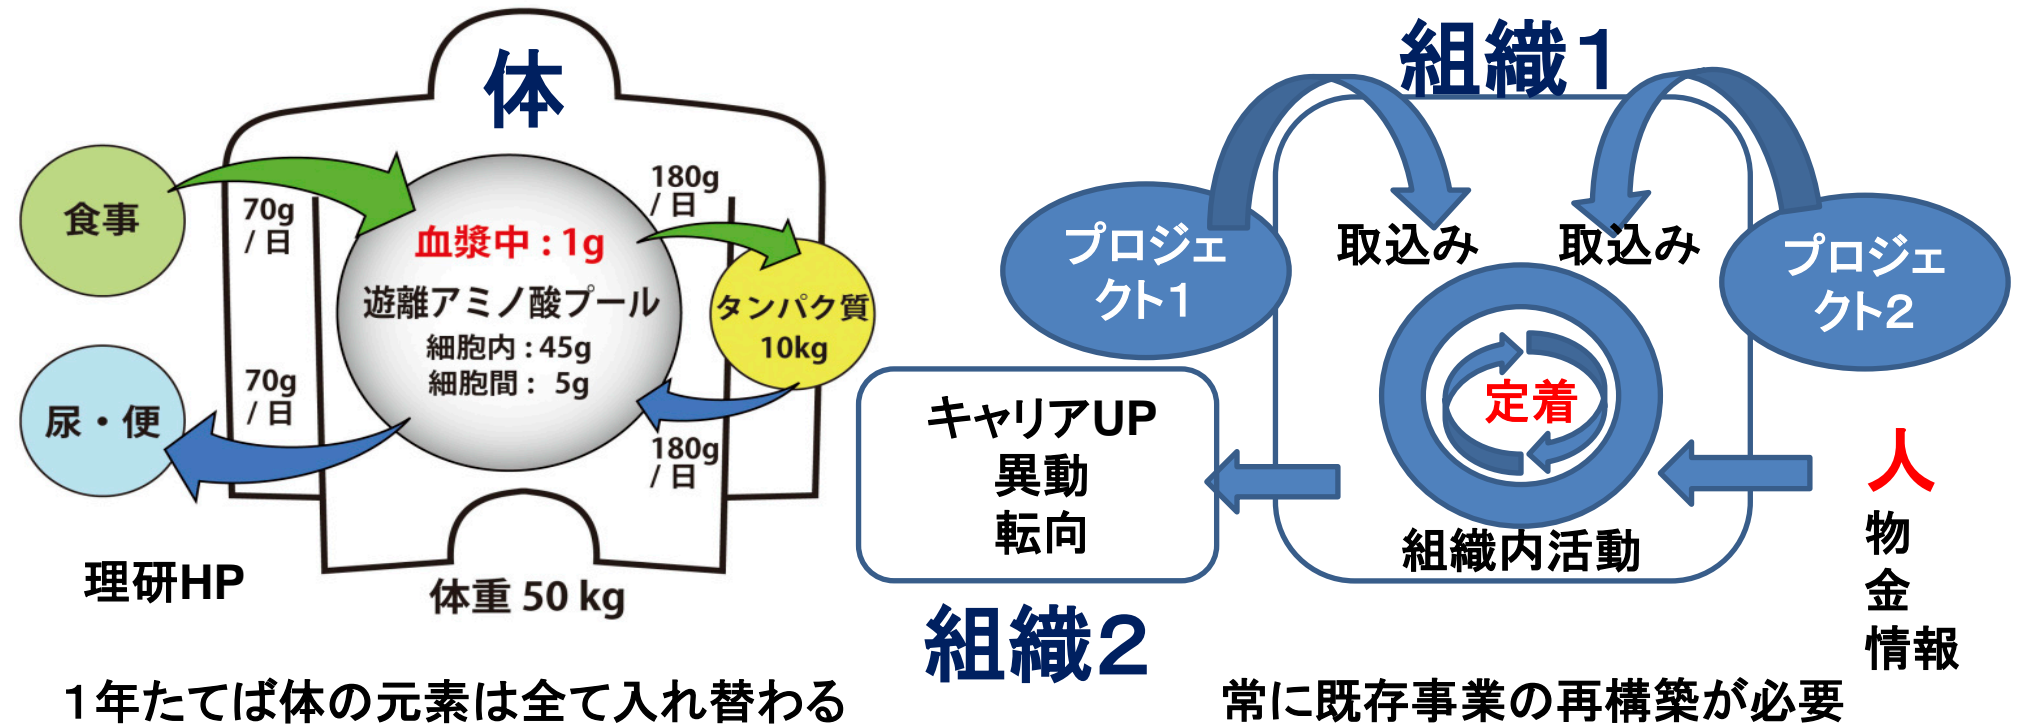 体
食事
70g
/ 日
180g
/ 日
血漿中 : 1g
遊離アミノ酸プール
細胞内 : 45g
細胞間 : 5g
タンパク質
10kg
尿・便
70g
/ 日
180g
/ 日
理研HP
体重 50 kg
１年たてば体の元素は全て入れ替わる
組織１
プロジェ
クト１
取込み
取込み
プロジェ
クト２
定着
キャリアUP
異動
転向
組織内活動
人
物
金
情報
組織２
常に既存事業の再構築が必要